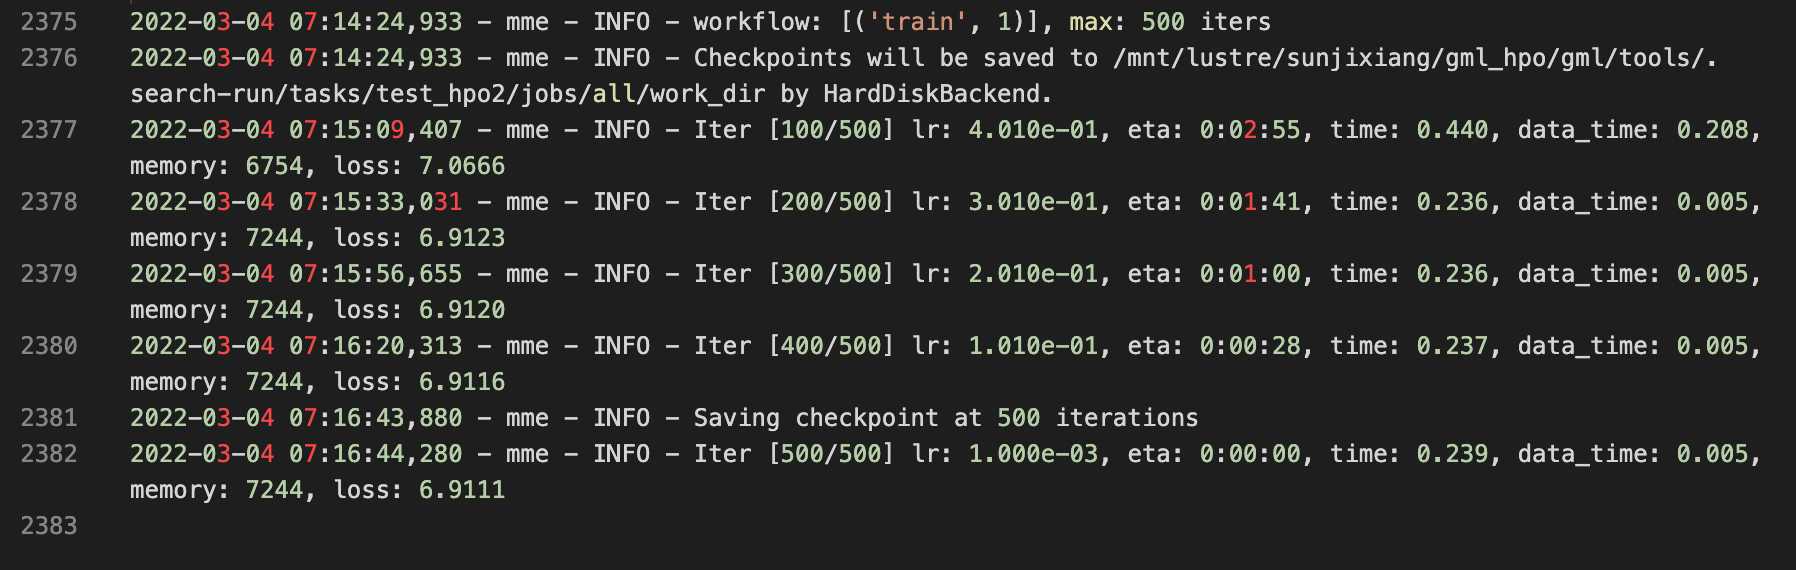 2375 2022-03-04 07:14:24,933 - mme - INFO - workflow: [('train', 1)], max: 500 iters
2376 2022-03-04 07:14:24,933 - mme - INFO - Checkpoints will be saved to /mnt/lustre/sunjixiang/gml_hpo/gml/tools/.
search-run/tasks/test_hpo2/jobs/all/work_dir by HardDiskBackend.
2377 2022-03-04 07:15:09,407 - mme - INFO - Iter [100/500] lr: 4.010e-01, eta: 0:02:55, time: 0.440, data_time: 0.208,
memory: 6754, loss: 7.0666
2378 2022-03-04 07:15:33,031 - mme - INFO - Iter [200/500] lr: 3.010e-01, eta: 0:01:41, time: 0.236, data_time: 0.005,
memory: 7244, loss: 6.9123
2379 2022-03-04 07:15:56,655 - mme - INFO - Iter [300/500] lr: 2.010e-01, eta: 0:01:00, time: 0.236, data_time: 0.005,
memory: 7244, loss: 6.9120
2380 2022-03-04 07:16:20,313 - mme - INFO - Iter [400/500] lr: 1.010e-01, eta: 0:00:28, time: 0.237, data_time: 0.005,
memory: 7244, loss: 6.9116
2381 2022-03-04 07:16:43,880 - mme - INFO - Saving checkpoint at 500 iterations
2382 2022-03-04 07:16:44,280 - mme - INFO - Iter [500/500] lr: 1.000e-03, eta: 0:00:00, time: 0.239, data_time: 0.005,
memory: 7244, loss: 6.9111
2383